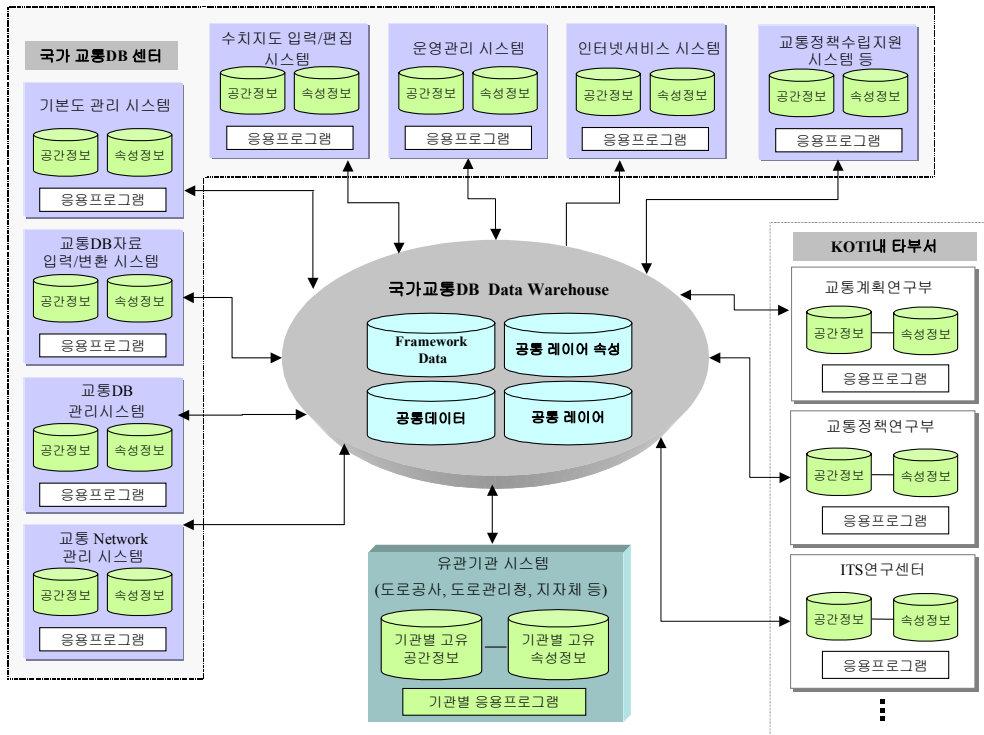 국가 교통DB 센터
수치지도 입력/편집
시스템
공간정보
속성정보
응용프로그램
운영관리 시스템
공간정보
속성정보
응용프로그램
인터넷서비스 시스템
공간정보
속성정보
응용프로그램
교통정책수립지원
시스템 등
공간정보
속성정보
응용프로그램
기본도 관리 시스템
공간정보
속성정보
응용프로그램
교통DB자료
입력/변환 시스템
공간정보
속성정보
응용프로그램
교통DB
관리시스템
공간정보
속성정보
응용프로그램
교통 Network
관리 시스템
공간정보
속성정보
응용프로그램
국가교통DB Data Warehouse
Framework
Data
공통 레이어 속성
공통데이터
공통 레이어
유관기관 시스템
(도로공사, 도로관리청, 지자체 등)
기관별 고유
공간정보
기관별 고유
속성정보
기관별 응용프로그램
KOTI내 타부서
교통계획연구부
공간정보
속성정보
응용프로그램
교통정책연구부
공간정보
속성정보
응용프로그램
ITS연구센터
공간정보
속성정보
응용프로그램